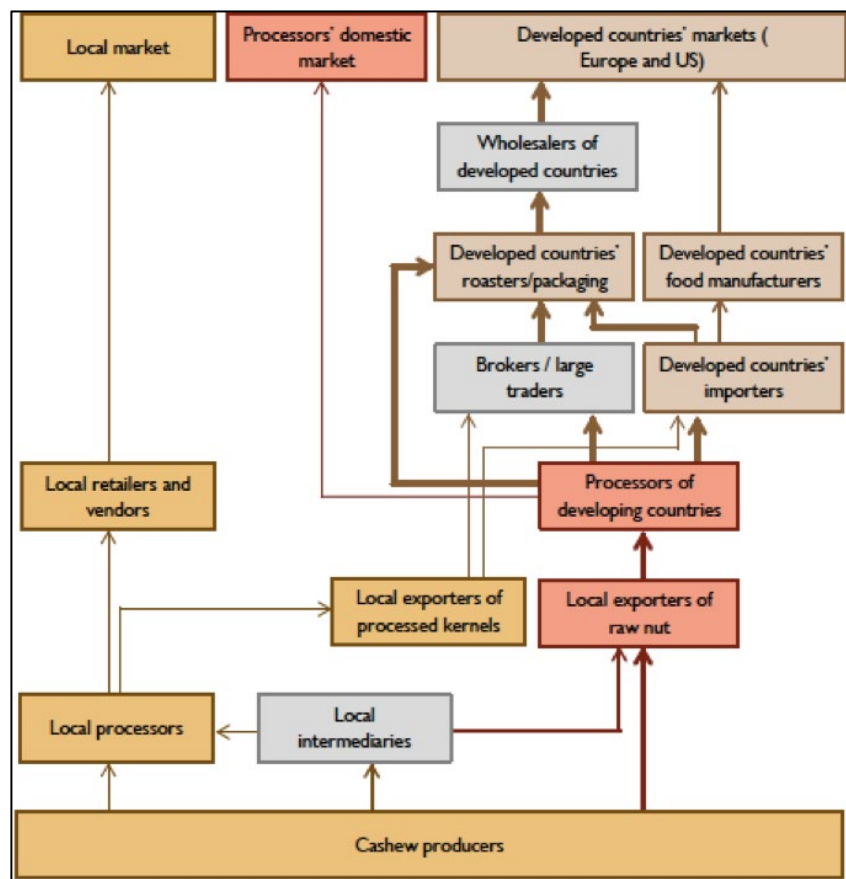 Local market
Processors' domestic
market
Developed countries' markets (
Europe and US)
Wholesalers of
developed countries
Developed countries'
roasters/packaging
Developed countries'
food manufacturers
Brokers / large
traders
Developed countries'
importers
Local retailers and
vendors
Processors of
developing countries
Local exporters of
processed kernels
Local exporters of
raw nut
Local processors
Local
intermediaries
Cashew producers